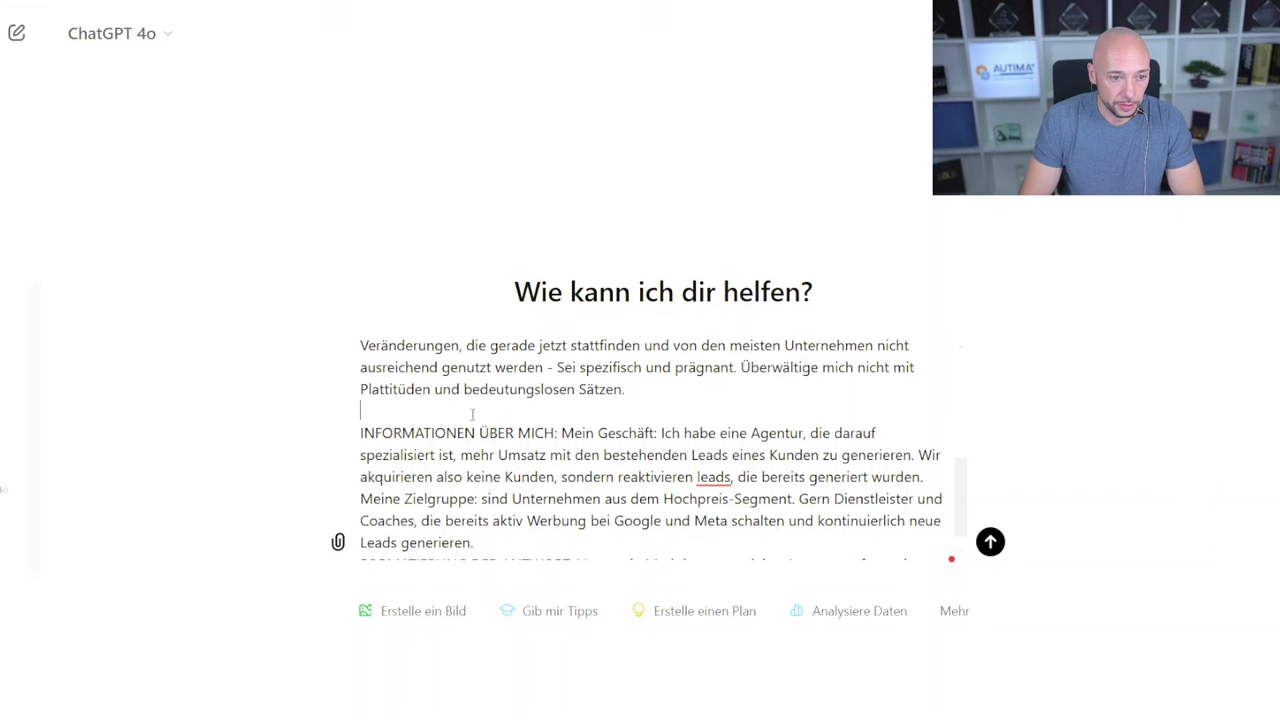 ChatGPT 4o
AUTIMA
Wie kann ich dir helfen?
Veränderungen, die gerade jetzt stattfinden und von den meisten Unternehmen nicht
ausreichend genutzt werden - Sei spezifisch und prägnant. Überwältige mich nicht mit
Plattitüden und bedeutungslosen Sätzen.
INFORMATIONEN ÜBER MICH: Mein Geschäft: Ich habe eine Agentur, die darauf
spezialisiert ist, mehr Umsatz mit den bestehenden Leads eines Kunden zu generieren. Wir
akquirieren also keine Kunden, sondern reaktivieren leads, die bereits generiert wurden.
Meine Zielgruppe: sind Unternehmen aus dem Hochpreis-Segment. Gern Dienstleister und
Coaches, die bereits aktiv Werbung bei Google und Meta schalten und kontinuierlich neue
Leads generieren.
Erstelle ein Bild
Gib mir Tipps
Erstelle einen Plan
Analysiere Daten
Mehr